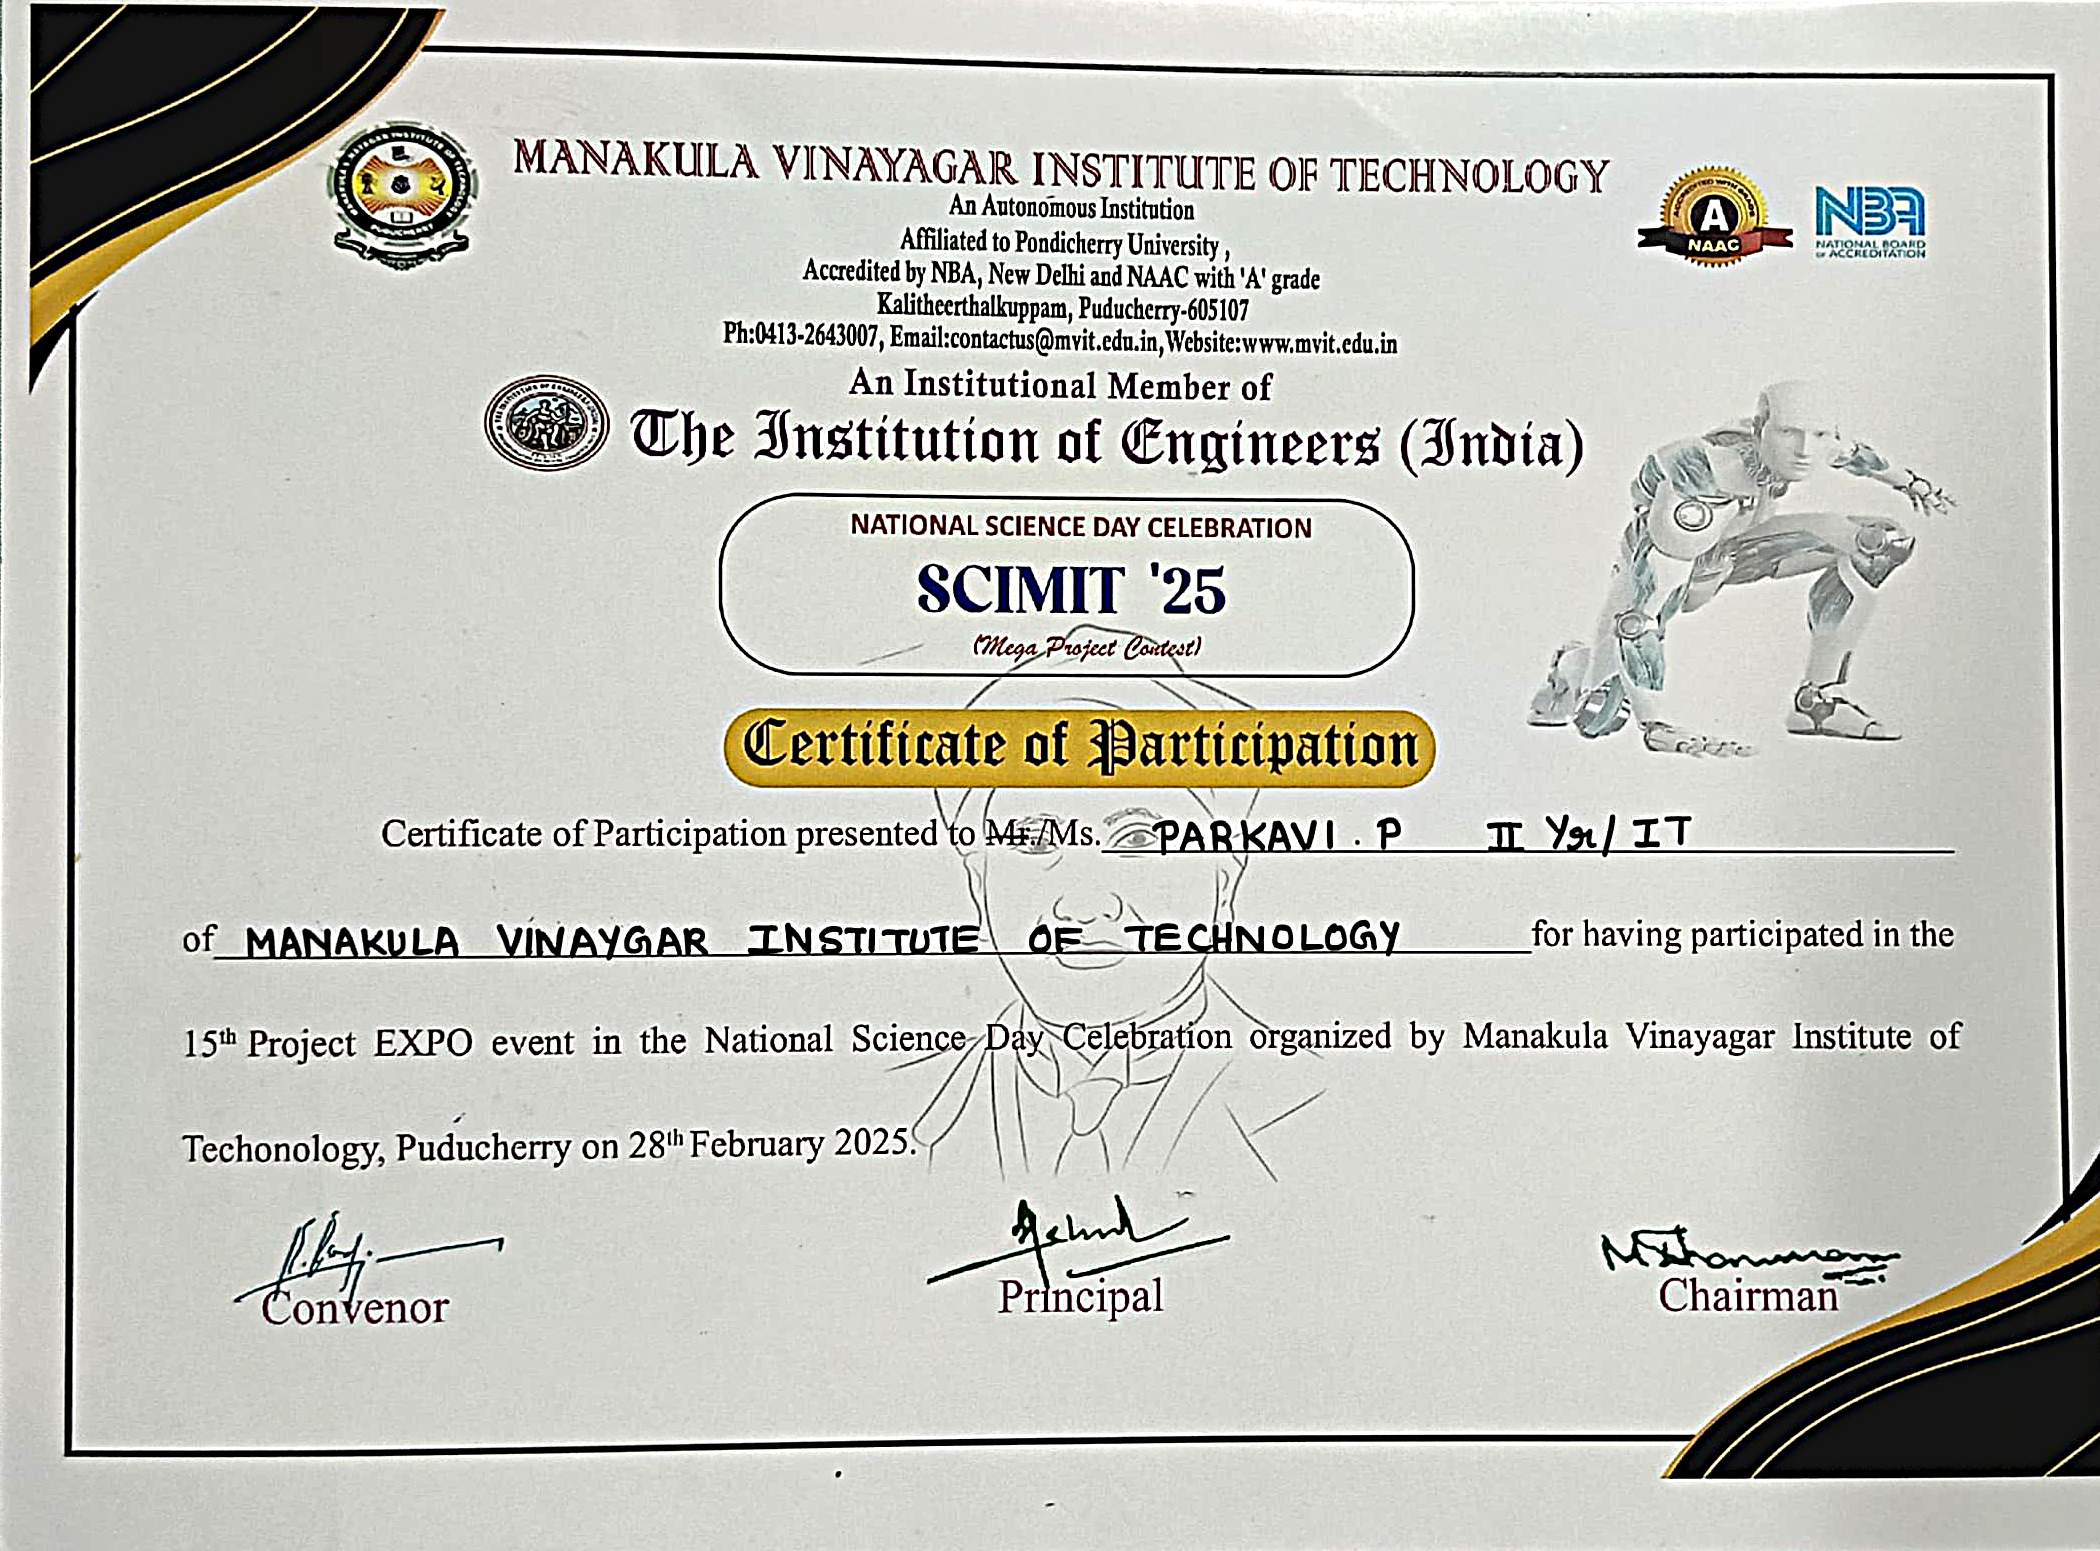 MANAKULA VINAYAGAR INSTITUTE OF TECHNOLOGY
An Autonomous Institution
Affiliated to Pondicherry University ,
Accredited by NBA, New Delhi and NAAC with 'A' grade
Kalitheerthalkuppam, Puducherry-605107
Ph:0413-2643007, Email:contactus@mvit.edu.in,Website:www.mvit.edu.in
A
NAAC
NBA
NATIONAL BOARD
OF ACCREDITATION
An Institutional Member of
The Institution of Engineers (India)
NATIONAL SCIENCE DAY CELEBRATION
SCIMIT '25
(Mega Project Contest)
Certificate of Participation
Certificate of Participation presented to Mr./Ms. PARKAVI . P II Yr/ IT
of MANAKULA VINAYGAR INSTITUTE OF TECHNOLOGY for having participated in the
15th Project EXPO event in the National Science Day Celebration organized by Manakula Vinayagar Institute of
Techonology, Puducherry on 28th February 2025.
Convenor
Principal
Chairman